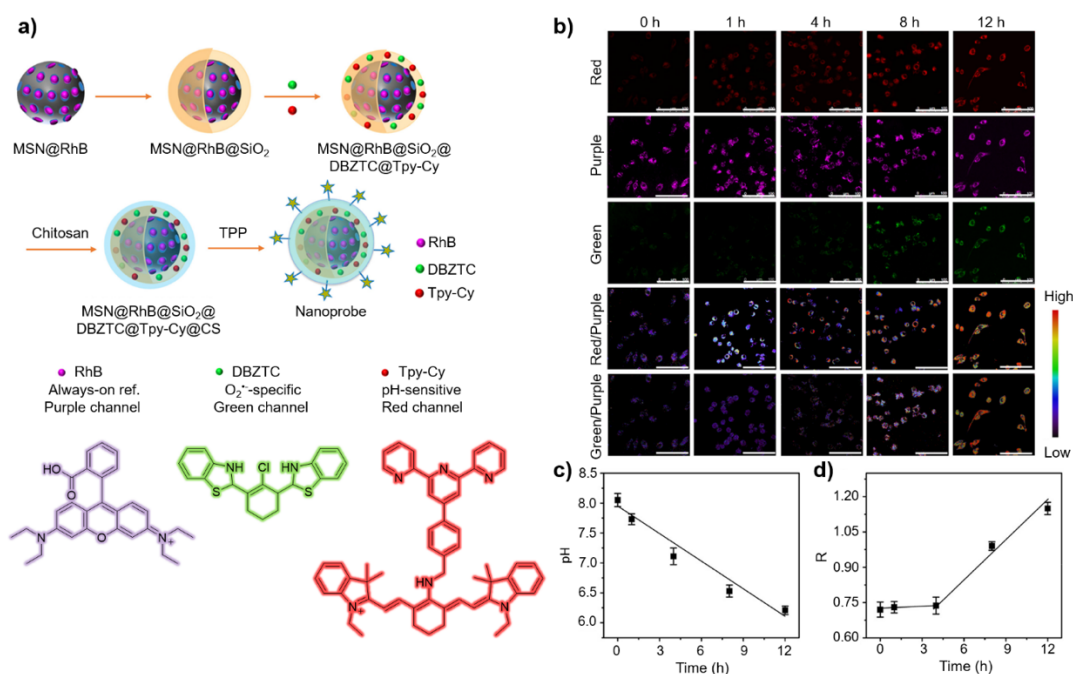 a)
MSN@RhB
MSN@RhB@SiO₂
MSN@RhB@SiO₂@
DBZTC@Tpy-Cy
Chitosan
TPP
MSN@RhB@SiO₂@
DBZTC@Tpy-Cy@CS
Nanoprobe
RhB
DBZTC
Tpy-Cy
RhB
Always-on ref.
Purple channel
DBZTC
O₂•⁻-specific
Green channel
Tpy-Cy
pH-sensitive
Red channel
HO
O
N
O
N+
NH
Cl
HN
S
S
N
N
N
HN
N+
N
b)
0 h 1 h 4 h 8 h 12 h
Red
Purple
Green
Red/Purple
Green/Purple
High
Low
c)
8.5
8.0
7.5
7.0
6.5
6.0
pH
0 3 6 9 12
Time (h)
d)
1.20
1.05
0.90
0.75
0.60
R
0 3 6 9 12
Time (h)